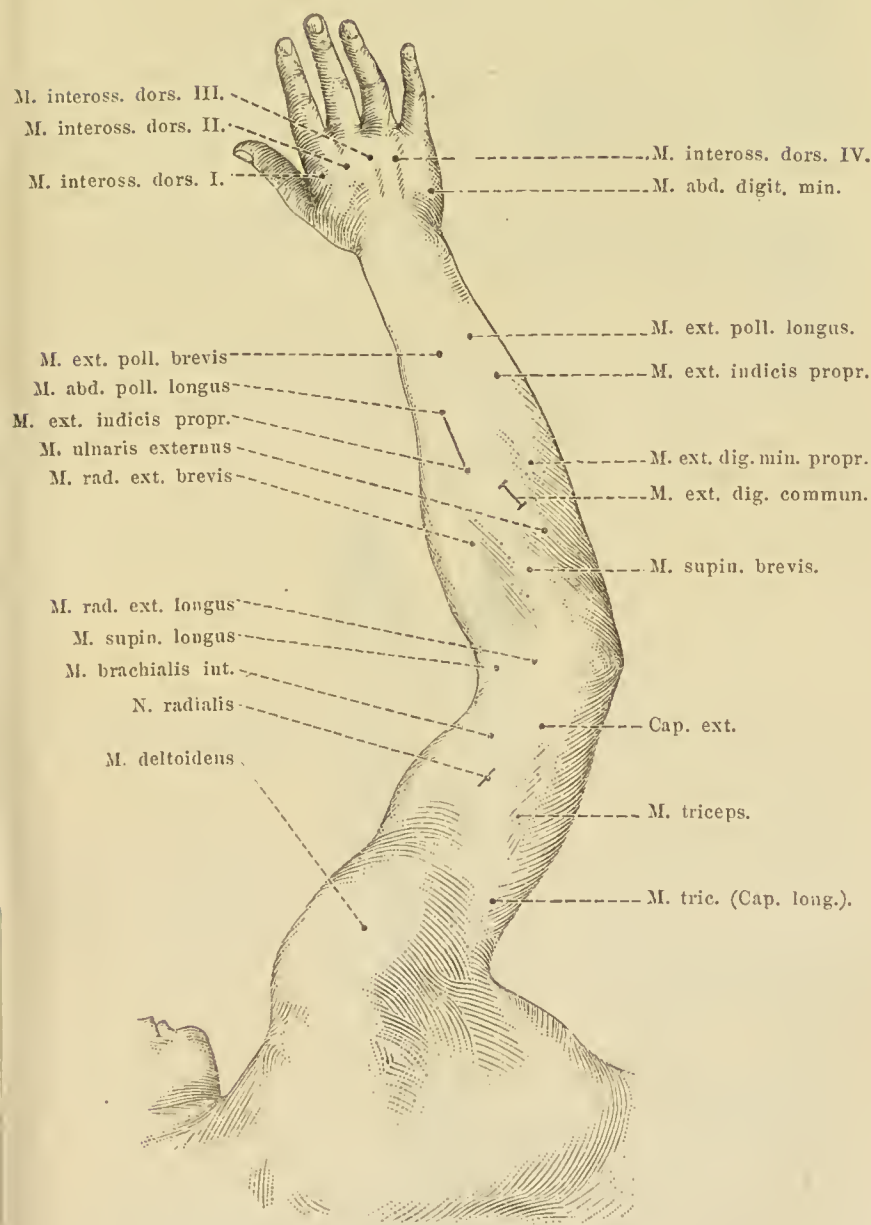 M. inteross. dors. III.
M. inteross. dors. II.
M. inteross. dors. I.
M. ext. poll. brevis
M. abd. poll. longus
M. ext. indicis propr.
M. ulnaris externus
M. rad. ext. brevis
M. rad. ext. longus
M. supin. longus
M. brachialis int.
N. radialis
M. deltoideus
M. inteross. dors. IV.
M. abd. digit. min.
M. ext. poll. longus.
M. ext. indicis propr.
M. ext. dig. min. propr.
M. ext. dig. commun.
M. supin. brevis.
Cap. ext.
M. triceps.
M. tric. (Cap. long.).